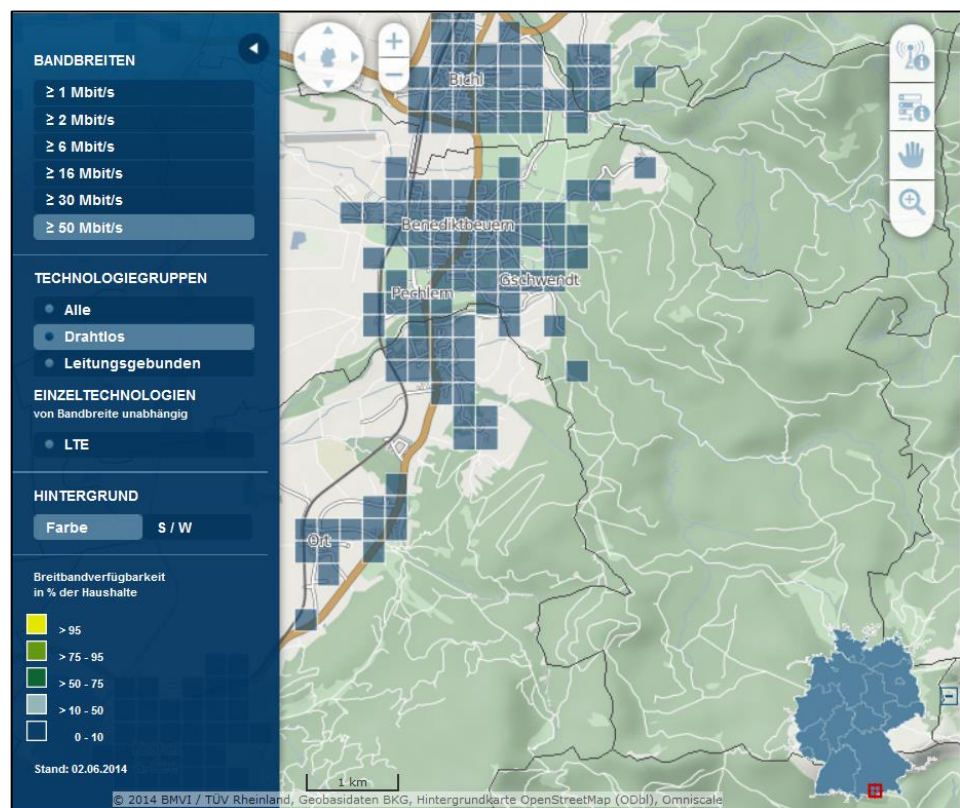 BANDBREITEN
≥ 1 Mbit/s
≥ 2 Mbit/s
≥ 6 Mbit/s
≥ 16 Mbit/s
≥ 30 Mbit/s
≥ 50 Mbit/s
TECHNOLOGIEGRUPPEN
Alle
Drahtlos
Leitungsgebunden
EINZELTECHNOLOGIEN
von Bandbreite unabhängig
LTE
HINTERGRUND
Farbe S / W
Breitbandverfügbarkeit
in % der Haushalte
> 95
> 75 - 95
> 50 - 75
> 10 - 50
0 - 10
Stand: 02.06.2014
Bichl
Benediktbeuern
Gschwendt
Pechlern
Ort
P
1 km
© 2014 BMVI / TÜV Rheinland, Geobasidaten BKG, Hintergrundkarte OpenStreetMap (ODbl), Omniscale